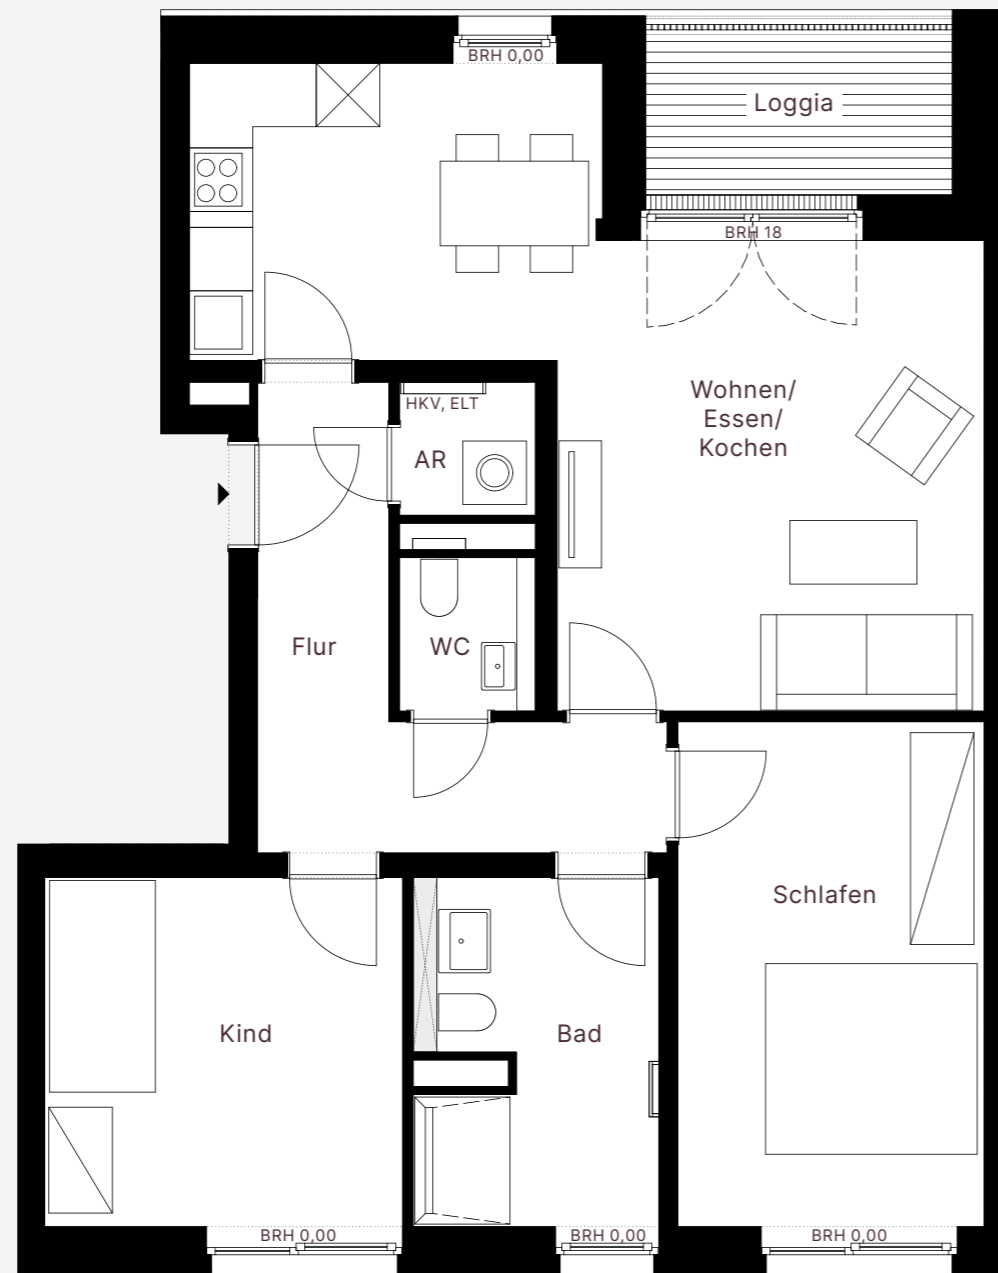 BRH 0,00
Loggia
BRH 18
Wohnen/
Essen/
Kochen
HKV, ELT
AR
Flur
WC
Schlafen
Kind
Bad
BRH 0,00
BRH 0,00
BRH 0,00